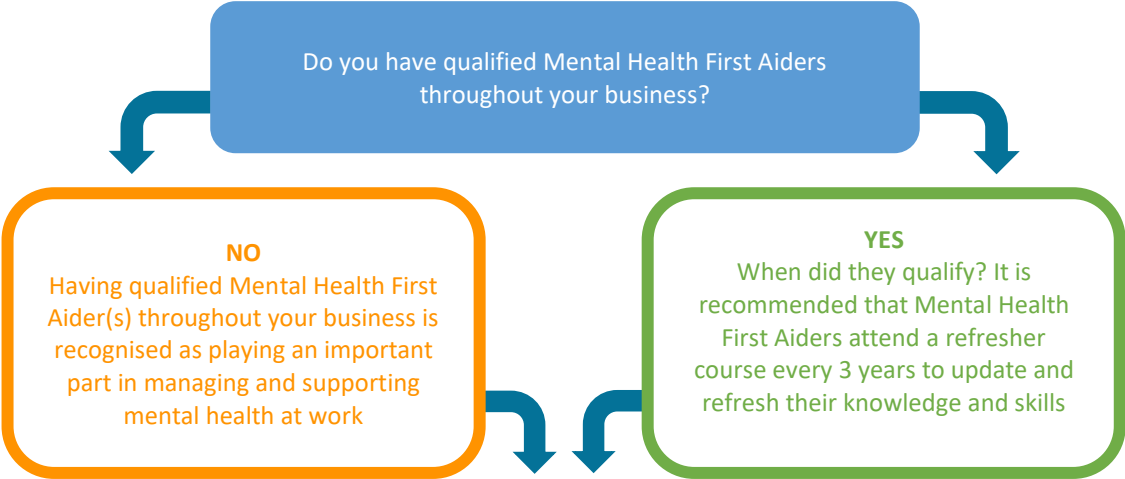 Do you have qualified Mental Health First Aiders
throughout your business?
NO
Having qualified Mental Health First
Aider(s) throughout your business is
recognised as playing an important
part in managing and supporting
mental health at work
YES
When did they qualify? It is
recommended that Mental Health
First Aiders attend a refresher
course every 3 years to update and
refresh their knowledge and skills